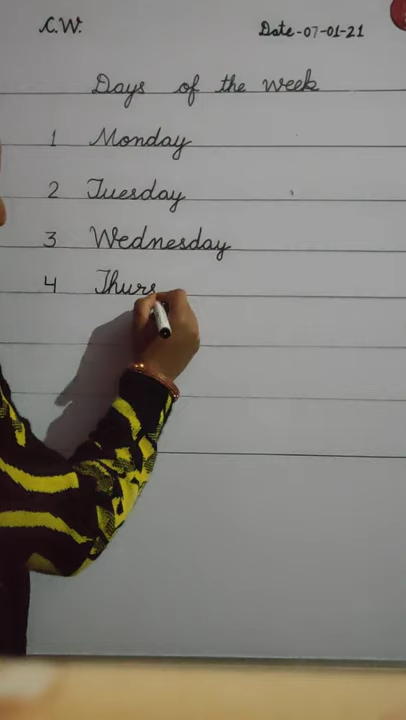 C.W. Date-07-01-21
Days of the week
1 Monday
2 Tuesday
3 Wednesday
4 Thurs